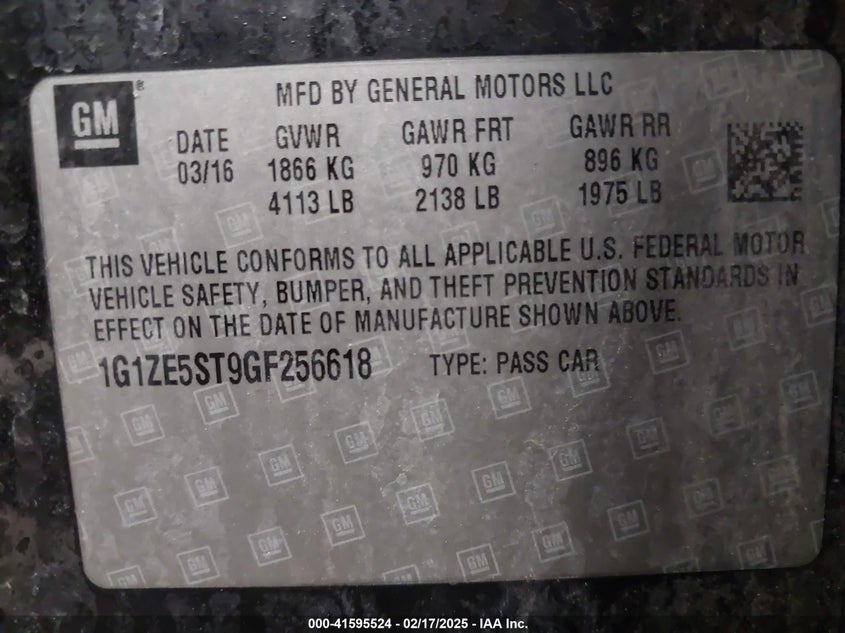 GM
MFD BY GENERAL MOTORS LLC
DATE GVWR GAWR FRT GAWR RR
03/16 1866 KG 970 KG 896 KG
4113 LB 2138 LB 1975 LB
THIS VEHICLE CONFORMS TO ALL APPLICABLE U.S. FEDERAL MOTOR
VEHICLE SAFETY, BUMPER, AND THEFT PREVENTION STANDARDS IN
EFFECT ON THE DATE OF MANUFACTURE SHOWN ABOVE.
1G1ZE5ST9GF256618 TYPE: PASS CAR
000-41595524 - 02/17/2025 - IAA Inc.